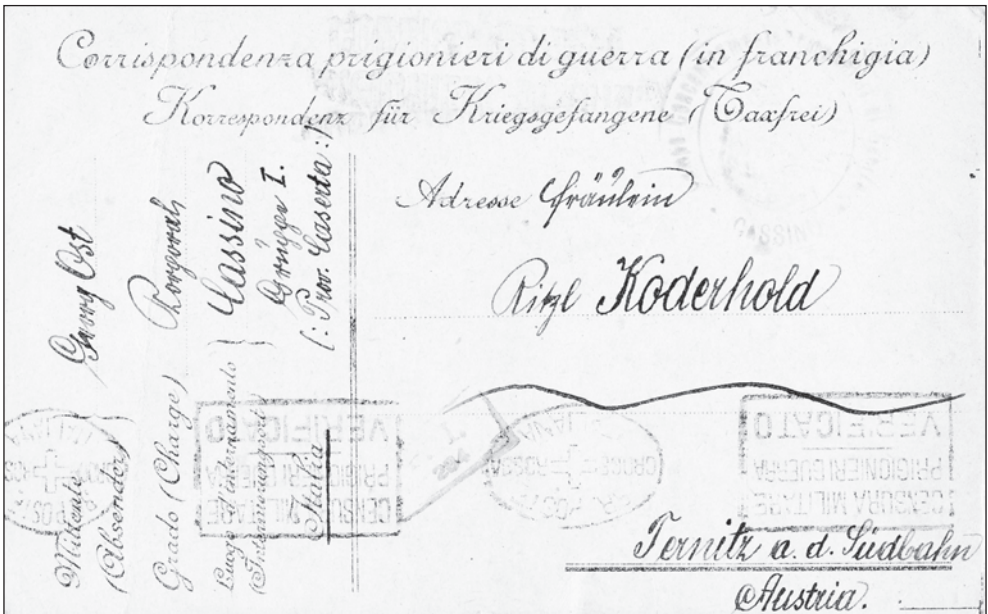 Corrispondenza prigionieri di guerra (in franchigia)
Korrespondenz für Kriegsgefangene (Taxfrei)
Adresse Fräulein
Ritzl Koderhold
Ternitz a. d. Südbahn
Austria.
Mittente
(Absender)
Georg Ost
Grado (Charge)
Korporal
Luogo d'internamento
(Internierungsort)
Cassino
Gruppe I.
(: Prov. Caserta :)
Italia
CENSURA MILITARE
PRIGIONIERI GUERRA
VERIFICATO
CROCE ROSSA
CENSURA MILITARE
PRIGIONIERI GUERRA
VERIFICATO